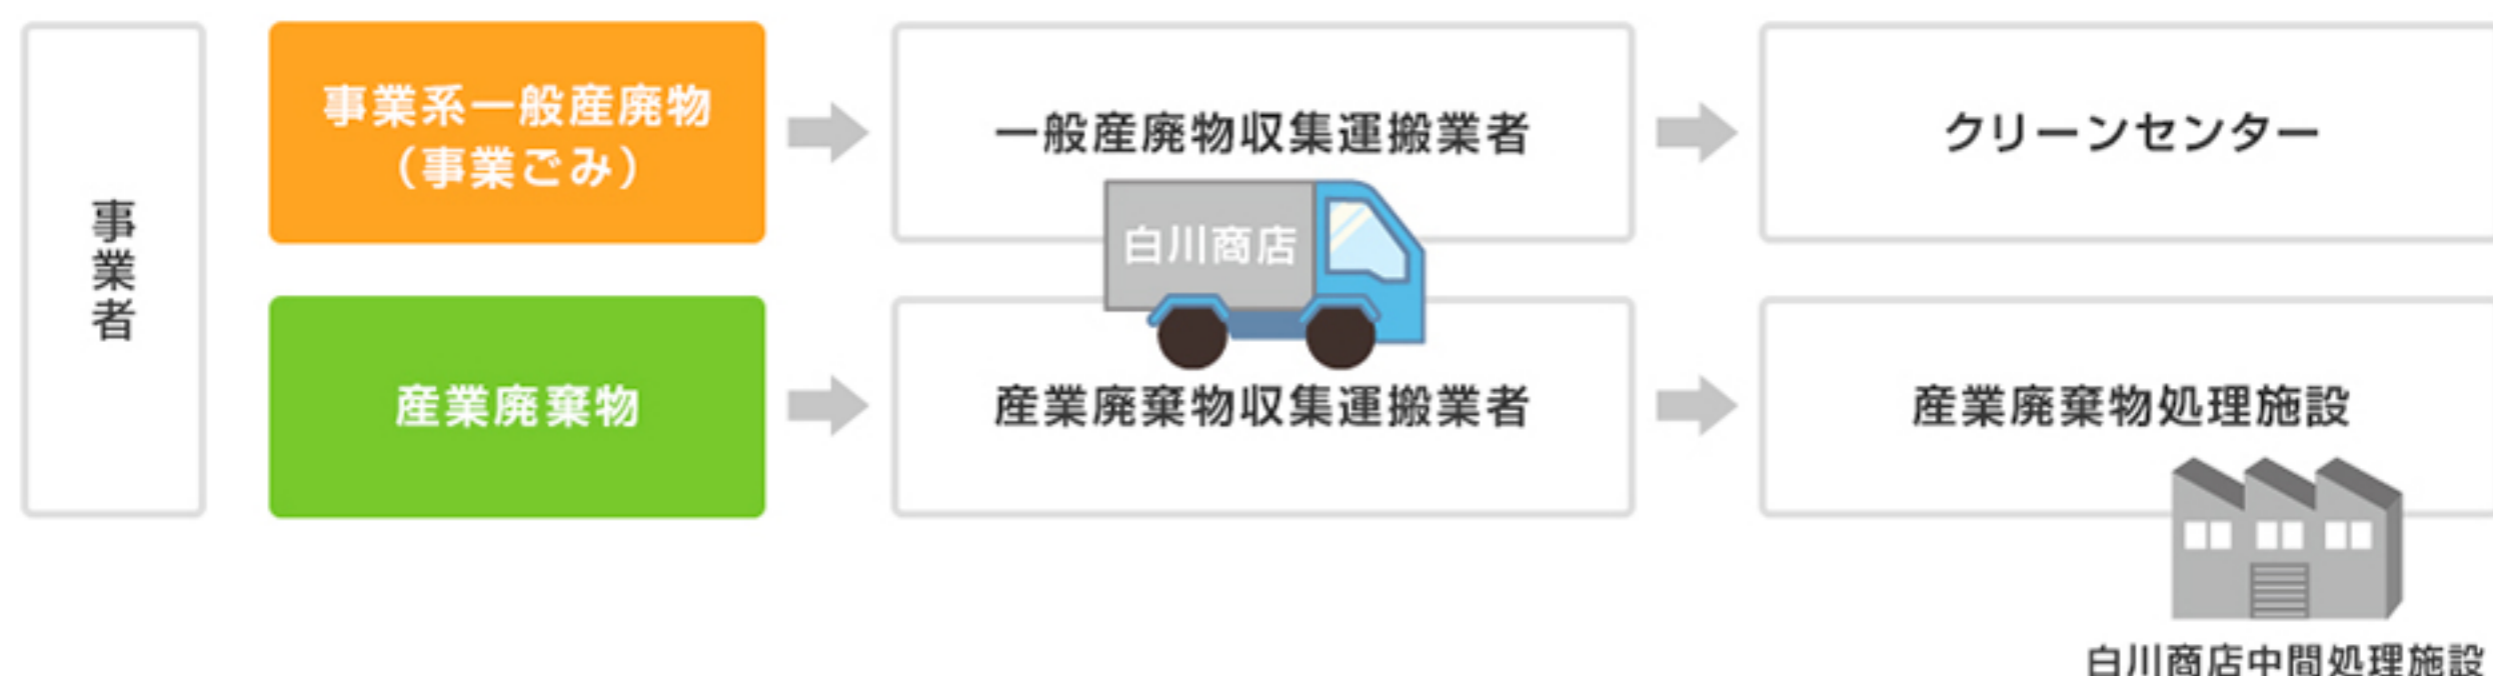 事業者
事業系一般産廃物
（事業ごみ）
一般産廃物収集運搬業者
クリーンセンター
白川商店
産業廃棄物
産業廃棄物収集運搬業者
産業廃棄物処理施設
白川商店中間処理施設